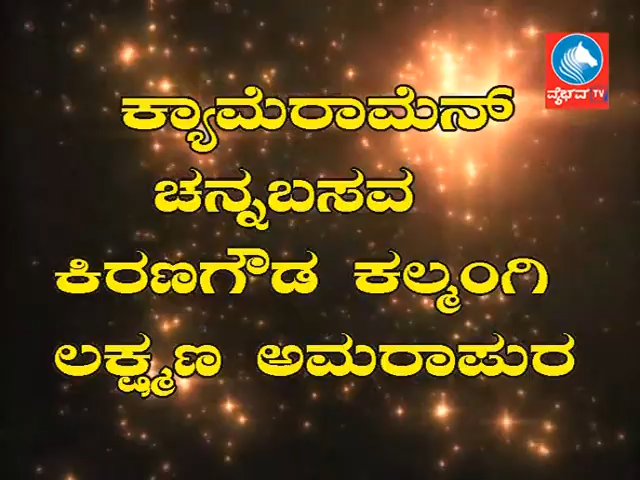 ವೈಭವ TV
ಕ್ಯಾಮೆರಾಮೆನ್
ಚನ್ನಬಸವ
ಕಿರಣಗೌಡ ಕಲ್ಮಂಗಿ
ಲಕ್ಷ್ಮಣ ಅಮರಾಪುರ